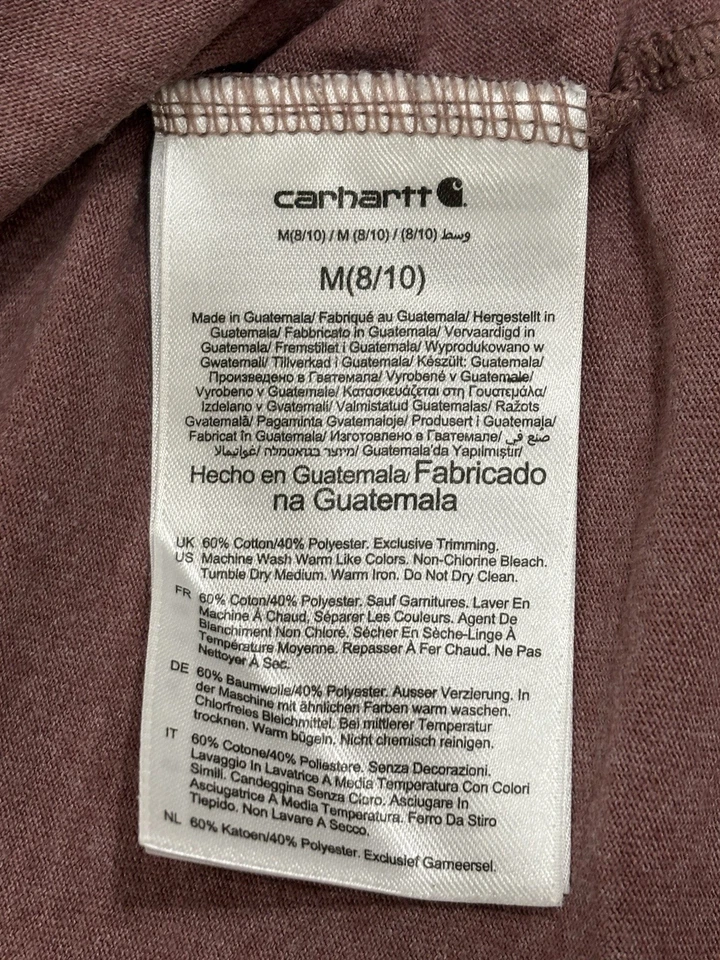 carhartt
M(8/10) / M (8/10) / (8/10) وسط
M(8/10)
Made in Guatemala/ Fabriqué au Guatemala/ Hergestellt in
Guatemala/ Fabbricato in Guatemala/ Vervaardigd in
Guatemala/ Fremstillet i Guatemala/ Wyprodukowano w
Gwatemali/ Tillverkad i Guatemala/ Készült: Guatemala/
Произведено в Гватемала/ Vyrobené v Guatemale/
Vyrobeno v Guatemale/ Κατασκευάζεται στη Γουατεμάλα/
Izdelano v Gvatemali/ Valmistatud Guatemalas/ Ražots
Gvatemalā/ Pagaminta Gvatemaloje/ Produsert i Guatemaja/
Fabricat în Guatemala/ Изготовлено в Гватемале/ صنع في
غواتيمالا/ מיוצר בגואטמלה/ Guatemala'da Yapılmıştır/
Hecho en Guatemala/ Fabricado
na Guatemala
UK 60% Cotton/40% Polyester. Exclusive Trimming.
US Machine Wash Warm Like Colors. Non-Chlorine Bleach.
Tumble Dry Medium. Warm Iron. Do Not Dry Clean.
FR 60% Coton/40% Polyester. Sauf Garnitures. Laver En
Machine À Chaud, Séparer Les Couleurs. Agent De
Blanchiment Non Chloré. Sécher En Sèche-Linge À
Température Moyenne. Repasser À Fer Chaud. Ne Pas
Nettoyer À Sec.
DE 60% Baumwolle/40% Polyester. Ausser Verzierung. In
der Maschine mit ähnlichen Farben warm waschen.
Chlorfreies Bleichmittel. Bei mittlerer Temperatur
trocknen. Warm bügeln. Nicht chemisch reinigen.
IT 60% Cotone/40% Poliestere. Senza Decorazioni.
Lavaggio In Lavatrice A Media Temperatura Con Colori
Simili. Candeggina Senza Cloro. Asciugare In
Asciugatrice A Media Temperatura. Ferro Da Stiro
Tiepido. Non Lavare A Secco.
NL 60% Katoen/40% Polyester. Exclusief Garneersel.